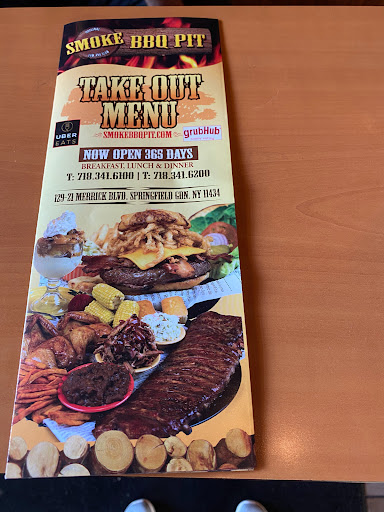 SMOKE BBQ PIT
TAKE OUT
MENU
UBER
EATS
SMOKEBBQPIT.COM
GRUBHUB
NOW OPEN 365 DAYS
BREAKFAST, LUNCH & DINNER
T: 718.341.6100 | T: 718.341.6200
129-21 MERRICK BLVD. SPRINGFIELD GDN. NY 11434